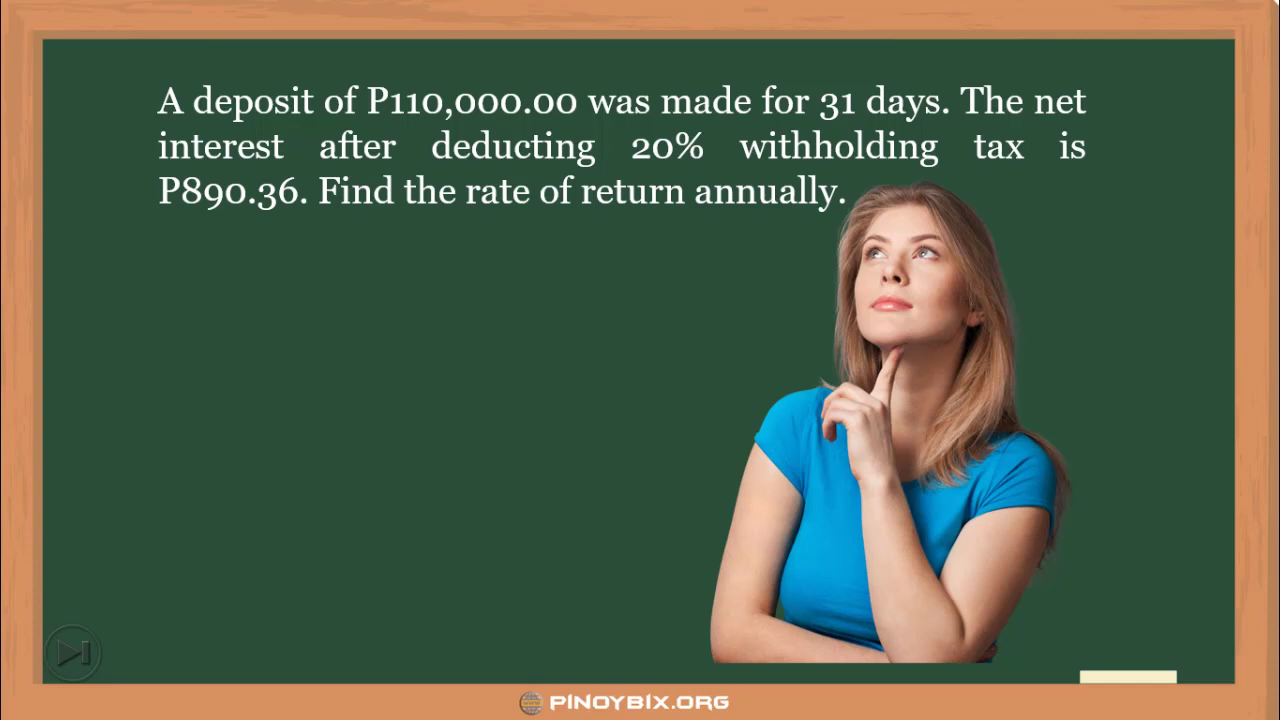 A deposit of P110,000.00 was made for 31 days. The net
interest after deducting 20% withholding tax is
P890.36. Find the rate of return annually.
PINOYBIX.ORG